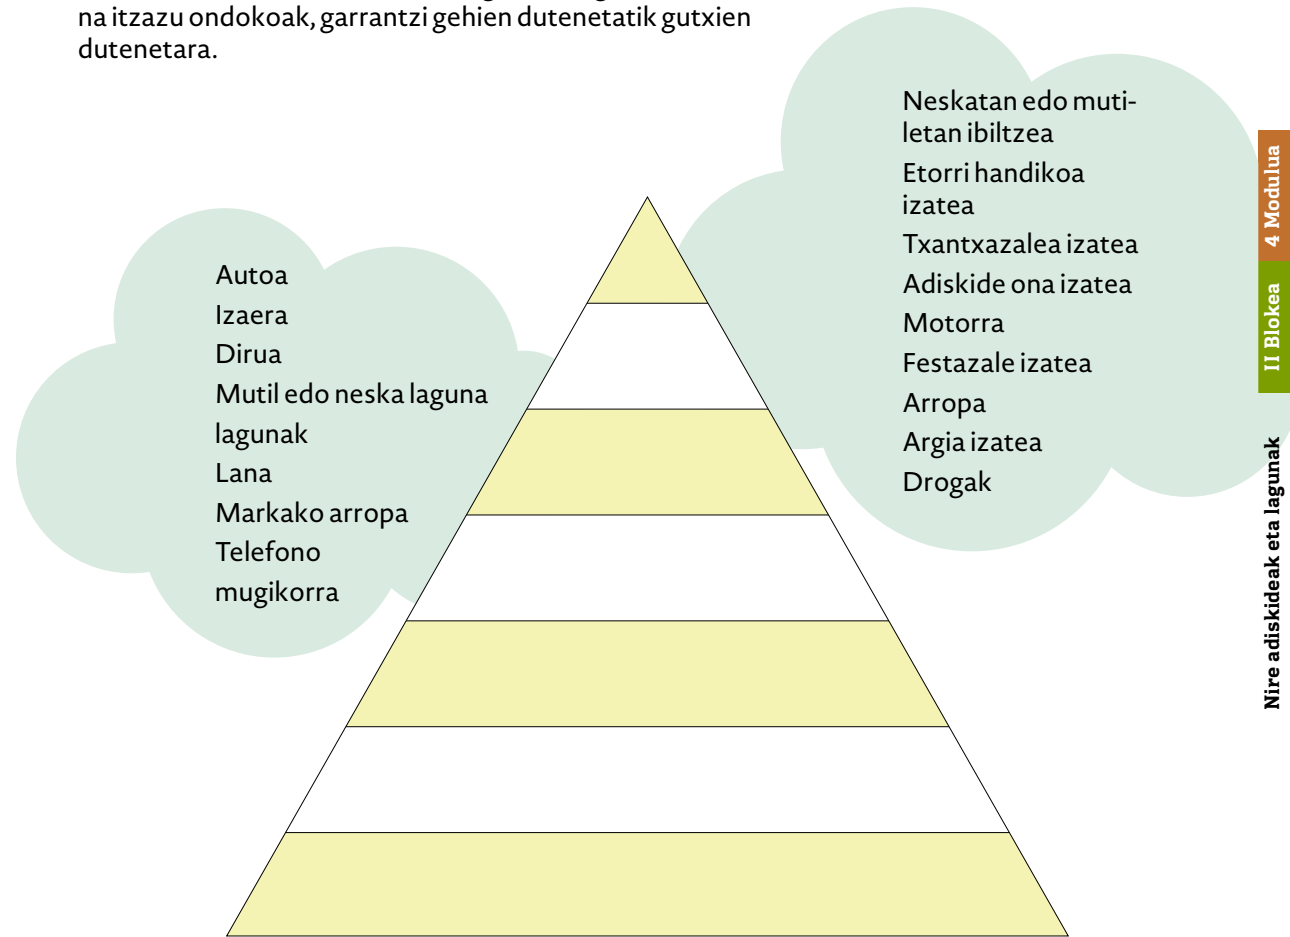 na itzazu ondokoak, garrantzi gehien dutenetatik gutxien
dutenetara.
Autoa
Izaera
Dirua
Mutil edo neska laguna
lagunak
Lana
Markako arropa
Telefono
mugikorra
Neskatan edo muti-
letan ibiltzea
Etorri handikoa
izatea
Txantxazalea izatea
Adiskide ona izatea
Motorra
Festazale izatea
Arropa
Argia izatea
Drogak
4 Modulua
II Blokea
Nire adiskideak eta lagunak